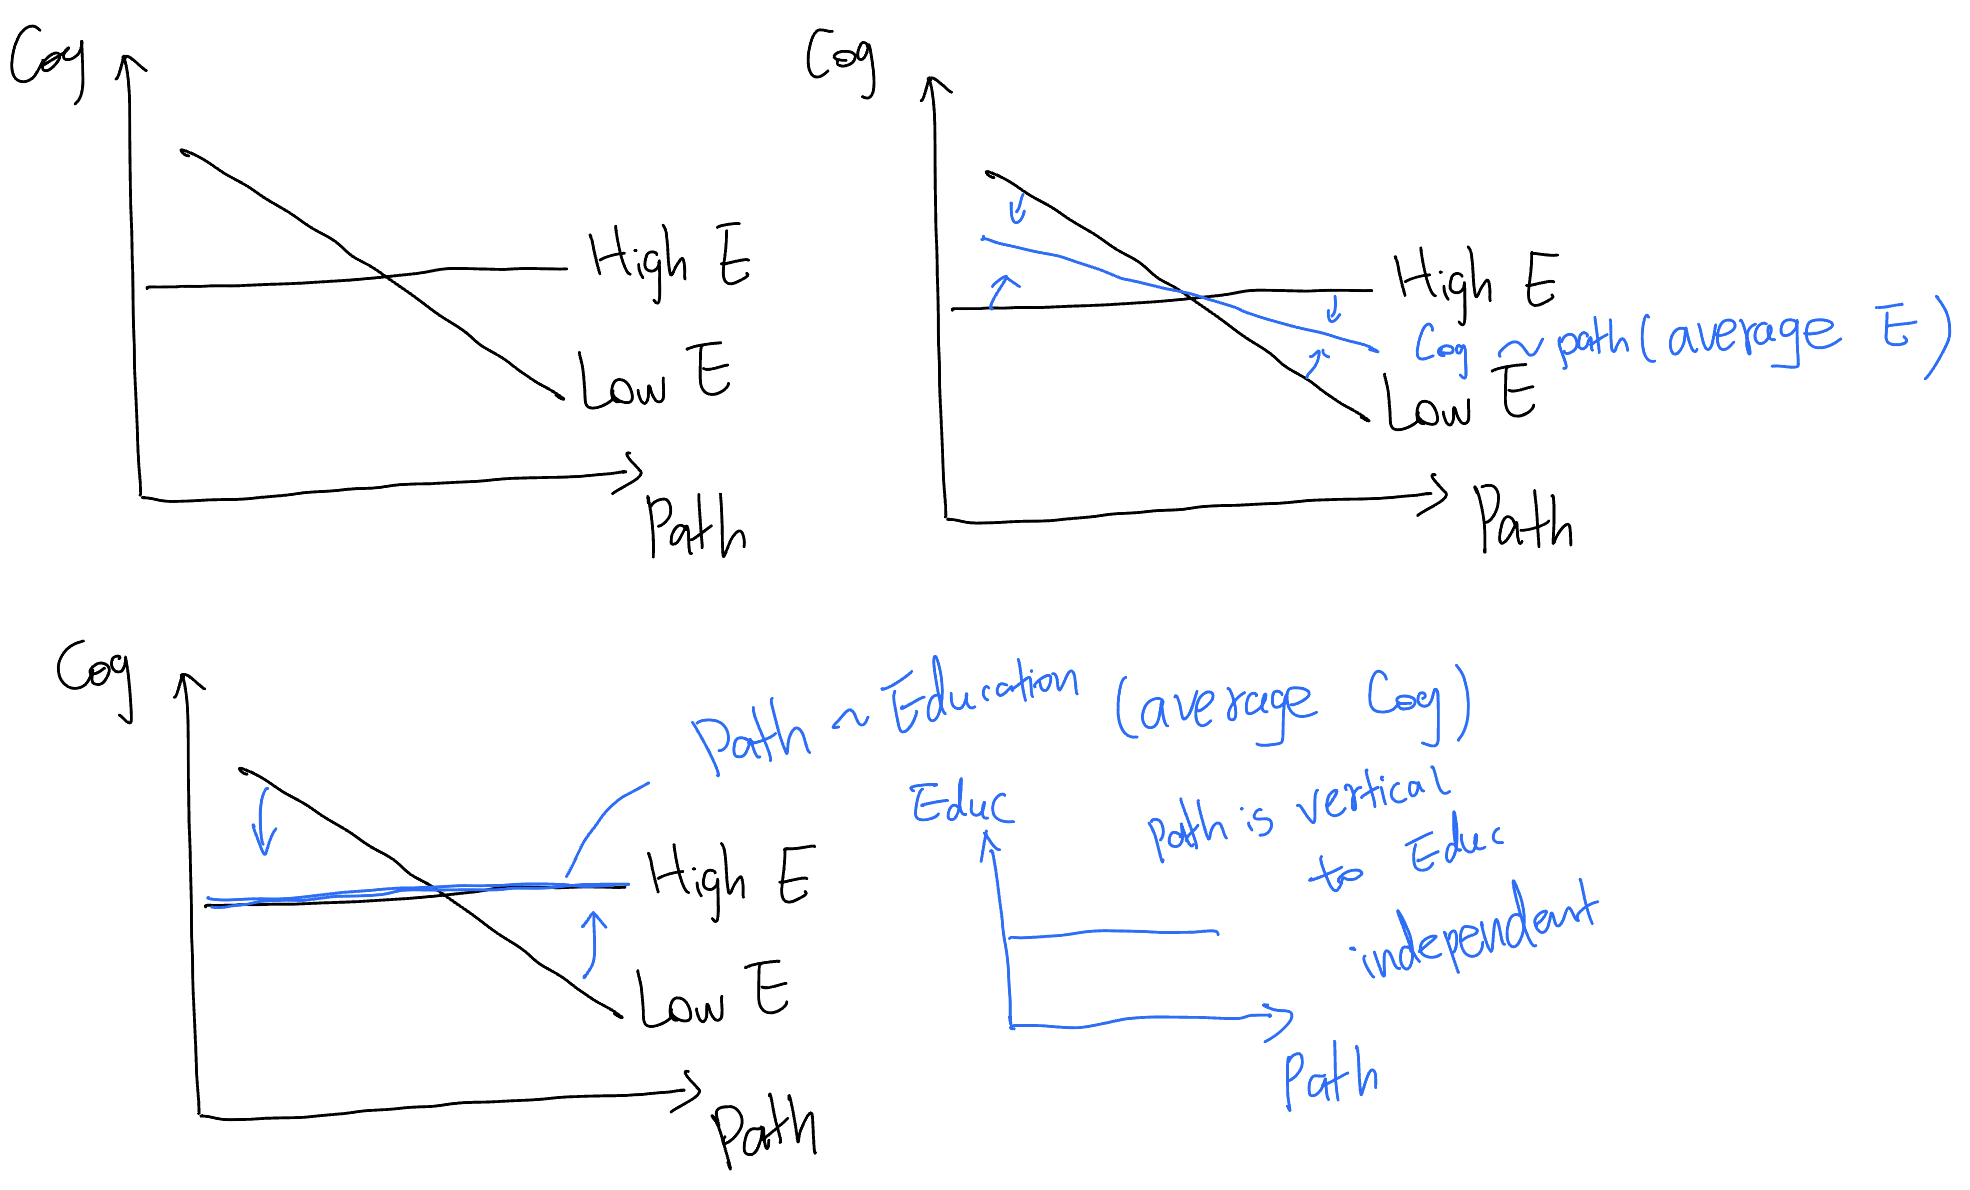 Cog
High E
Low E
Path
Cog
High E
Cog ~ path (average E)
Low E
Path
Cog
Path ~ Education (average Cog)
High E
Low E
Path
Educ
path is vertical
to Educ
independent
Path